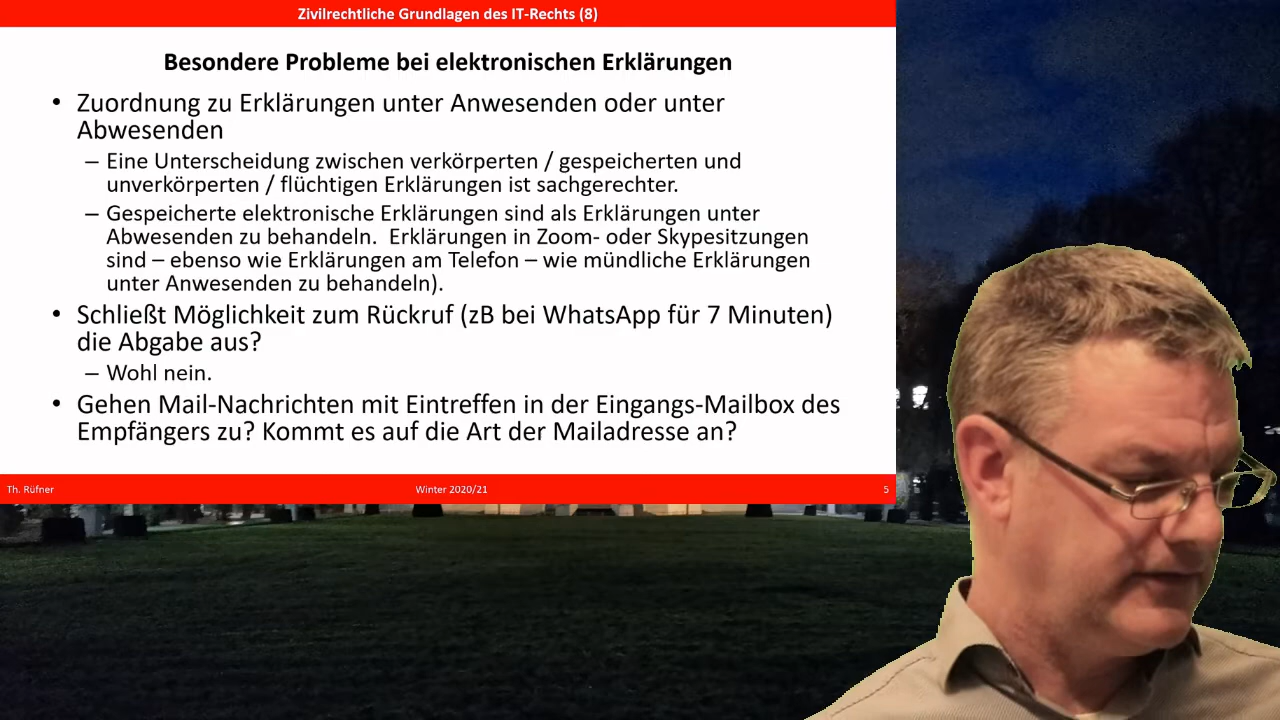 Zivilrechtliche Grundlagen des IT-Rechts (8)
Besondere Probleme bei elektronischen Erklärungen
• Zuordnung zu Erklärungen unter Anwesenden oder unter
Abwesenden
– Eine Unterscheidung zwischen verkörperten / gespeicherten und
unverkörperten / flüchtigen Erklärungen ist sachgerechter.
– Gespeicherte elektronische Erklärungen sind als Erklärungen unter
Abwesenden zu behandeln. Erklärungen in Zoom- oder Skypesitzungen
sind – ebenso wie Erklärungen am Telefon – wie mündliche Erklärungen
unter Anwesenden zu behandeln).
• Schließt Möglichkeit zum Rückruf (zB bei WhatsApp für 7 Minuten)
die Abgabe aus?
– Wohl nein.
• Gehen Mail-Nachrichten mit Eintreffen in der Eingangs-Mailbox des
Empfängers zu? Kommt es auf die Art der Mailadresse an?
Th. Rüfner
Winter 2020/21
5